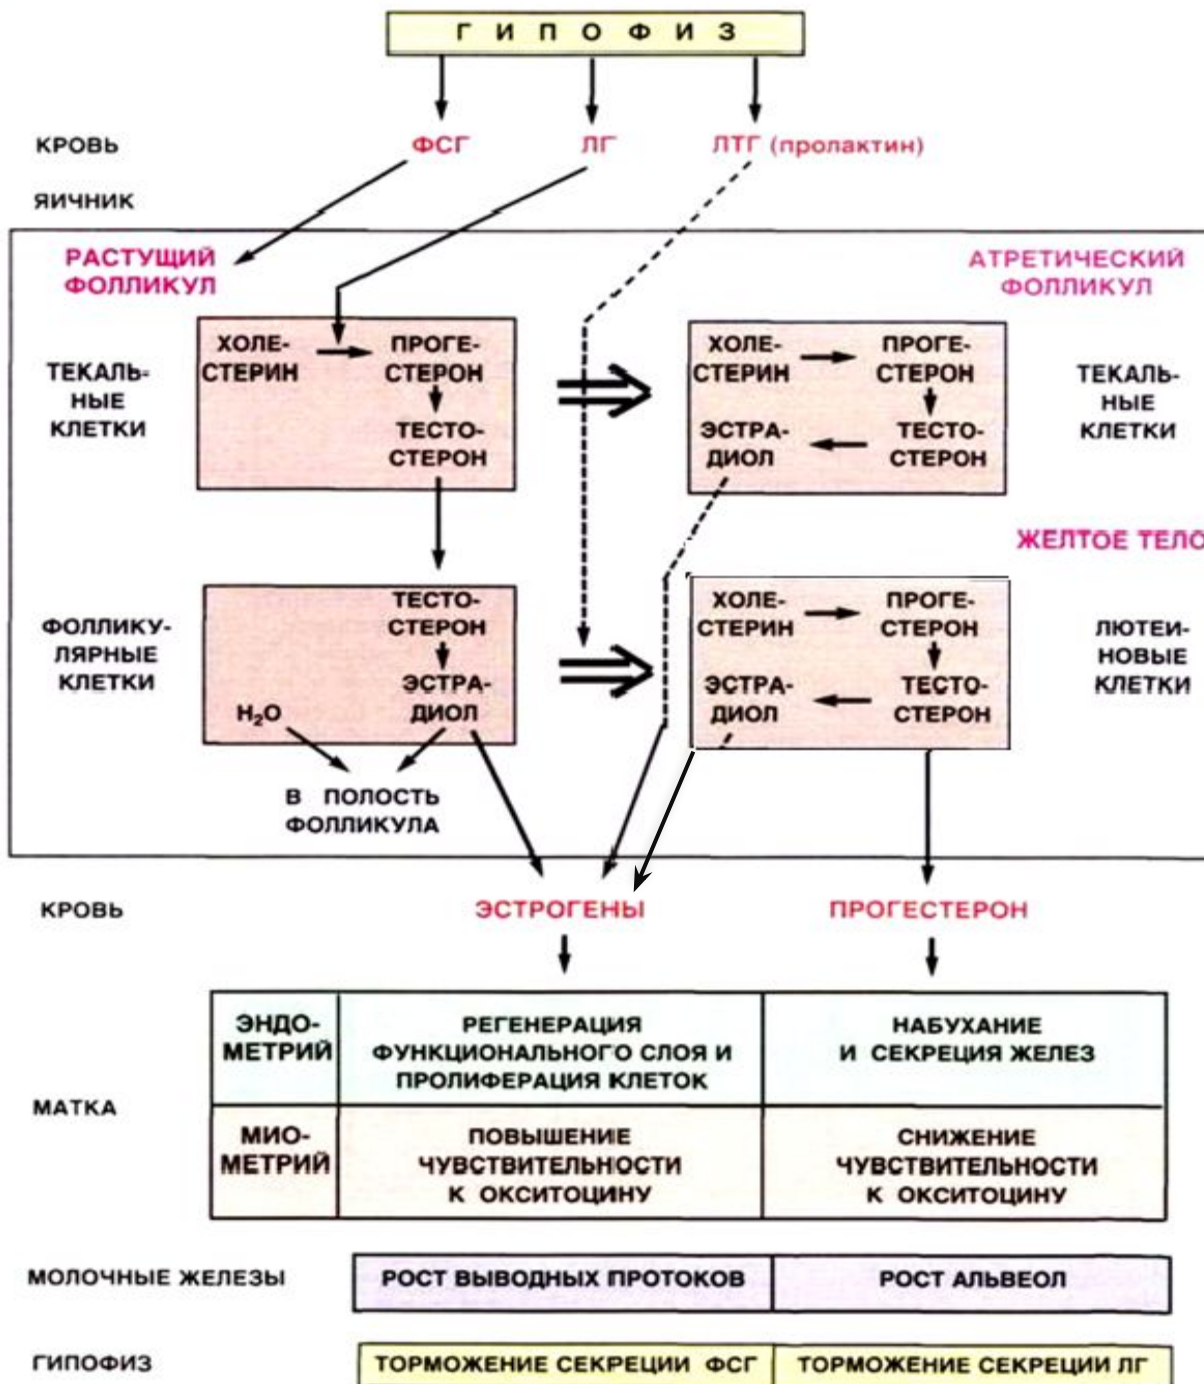 Г И П О Ф И З
КРОВЬ
ФСГ
ЛГ
ЛТГ (пролактин)
ЯИЧНИК
РАСТУЩИЙ
ФОЛЛИКУЛ
АТРЕТИЧЕСКИЙ
ФОЛЛИКУЛ
ТЕКАЛЬ-
НЫЕ
КЛЕТКИ
ХОЛЕ-
СТЕРИН
ПРОГЕ-
СТЕРОН
ТЕСТО-
СТЕРОН
ХОЛЕ-
СТЕРИН
ПРОГЕ-
СТЕРОН
ЭСТРА-
ДИОЛ
ТЕСТО-
СТЕРОН
ТЕКАЛЬ-
НЫЕ
КЛЕТКИ
ЖЕЛТОЕ ТЕЛО
ФОЛЛИКУ-
ЛЯРНЫЕ
КЛЕТКИ
ТЕСТО-
СТЕРОН
ЭСТРА-
ДИОЛ
H₂O
ХОЛЕ-
СТЕРИН
ПРОГЕ-
СТЕРОН
ЭСТРА-
ДИОЛ
ТЕСТО-
СТЕРОН
ЛЮТЕИ-
НОВЫЕ
КЛЕТКИ
В ПОЛОСТЬ
ФОЛЛИКУЛА
КРОВЬ
ЭСТРОГЕНЫ
ПРОГЕСТЕРОН
МАТКА
ЭНДО-
МЕТРИЙ
РЕГЕНЕРАЦИЯ
ФУНКЦИОНАЛЬНОГО СЛОЯ И
ПРОЛИФЕРАЦИЯ КЛЕТОК
НАБУХАНИЕ
И СЕКРЕЦИЯ ЖЕЛЕЗ
МИО-
МЕТРИЙ
ПОВЫШЕНИЕ
ЧУВСТВИТЕЛЬНОСТИ
К ОКСИТОЦИНУ
СНИЖЕНИЕ
ЧУВСТВИТЕЛЬНОСТИ
К ОКСИТОЦИНУ
МОЛОЧНЫЕ ЖЕЛЕЗЫ
РОСТ ВЫВОДНЫХ ПРОТОКОВ
РОСТ АЛЬВЕОЛ
ГИПОФИЗ
ТОРМОЖЕНИЕ СЕКРЕЦИИ ФСГ
ТОРМОЖЕНИЕ СЕКРЕЦИИ ЛГ